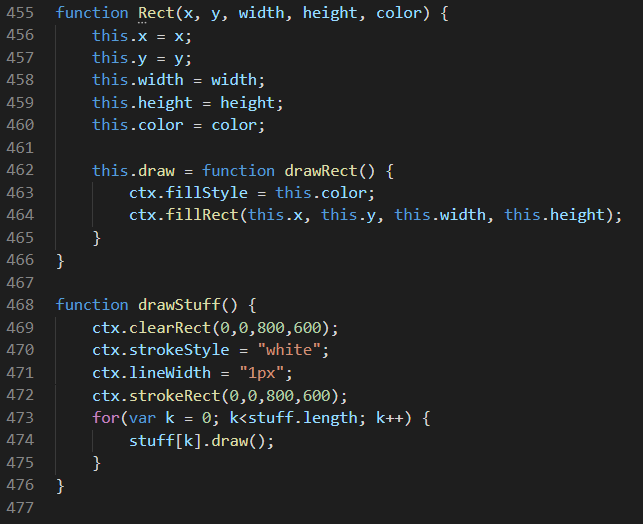 455 function Rect(x, y, width, height, color) {
456     this.x = x;
457     this.y = y;
458     this.width = width;
459     this.height = height;
460     this.color = color;
461
462     this.draw = function drawRect() {
463         ctx.fillStyle = this.color;
464         ctx.fillRect(this.x, this.y, this.width, this.height);
465     }
466 }
467
468 function drawStuff() {
469     ctx.clearRect(0,0,800,600);
470     ctx.strokeStyle = "white";
471     ctx.lineWidth = "1px";
472     ctx.strokeRect(0,0,800,600);
473     for(var k = 0; k<stuff.length; k++) {
474         stuff[k].draw();
475     }
476 }
477